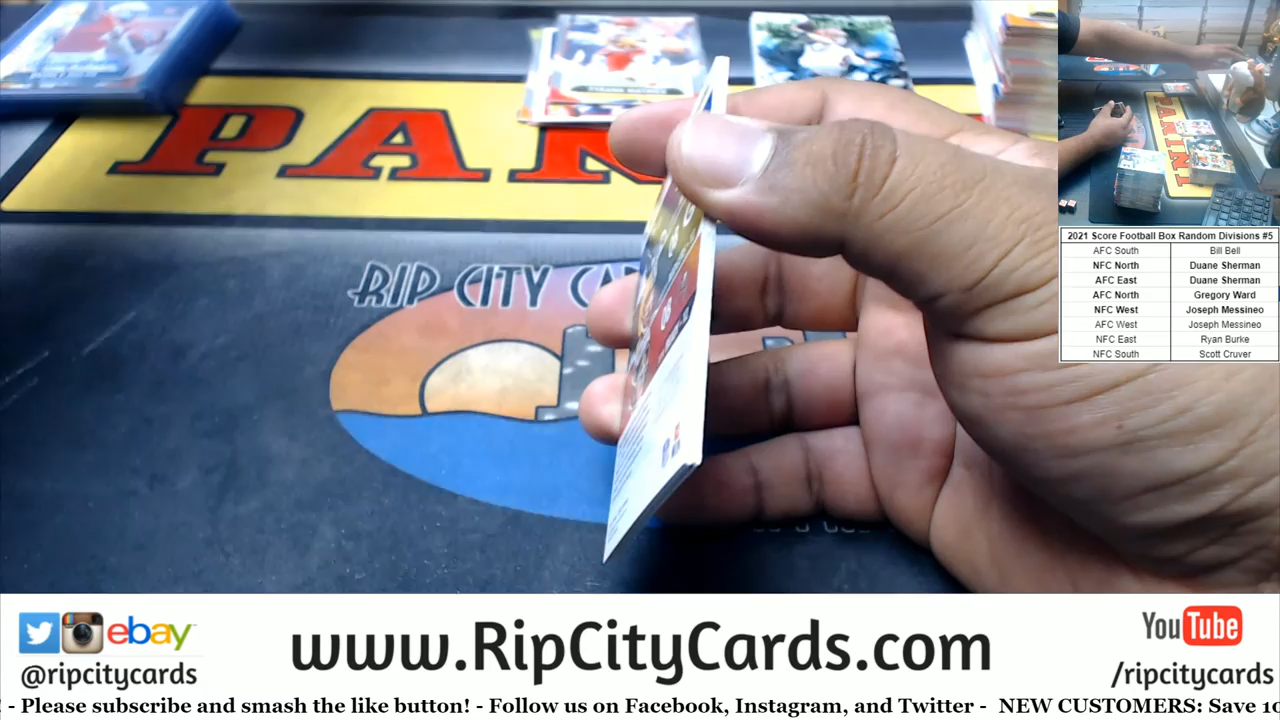 PANI
RIP CITY CA
2021 Score Football Box Random Divisions #5
AFC South Bill Bell
NFC North Duane Sherman
AFC East Duane Sherman
AFC North Gregory Ward
NFC West Joseph Messineo
AFC West Joseph Messineo
NFC East Ryan Burke
NFC South Scott Cruver
PANINI
ebay
@ripcitycards
www.RipCityCards.com
YouTube
/ripcitycards
- Please subscribe and smash the like button! - Follow us on Facebook, Instagram, and Twitter - NEW CUSTOMERS: Save 10